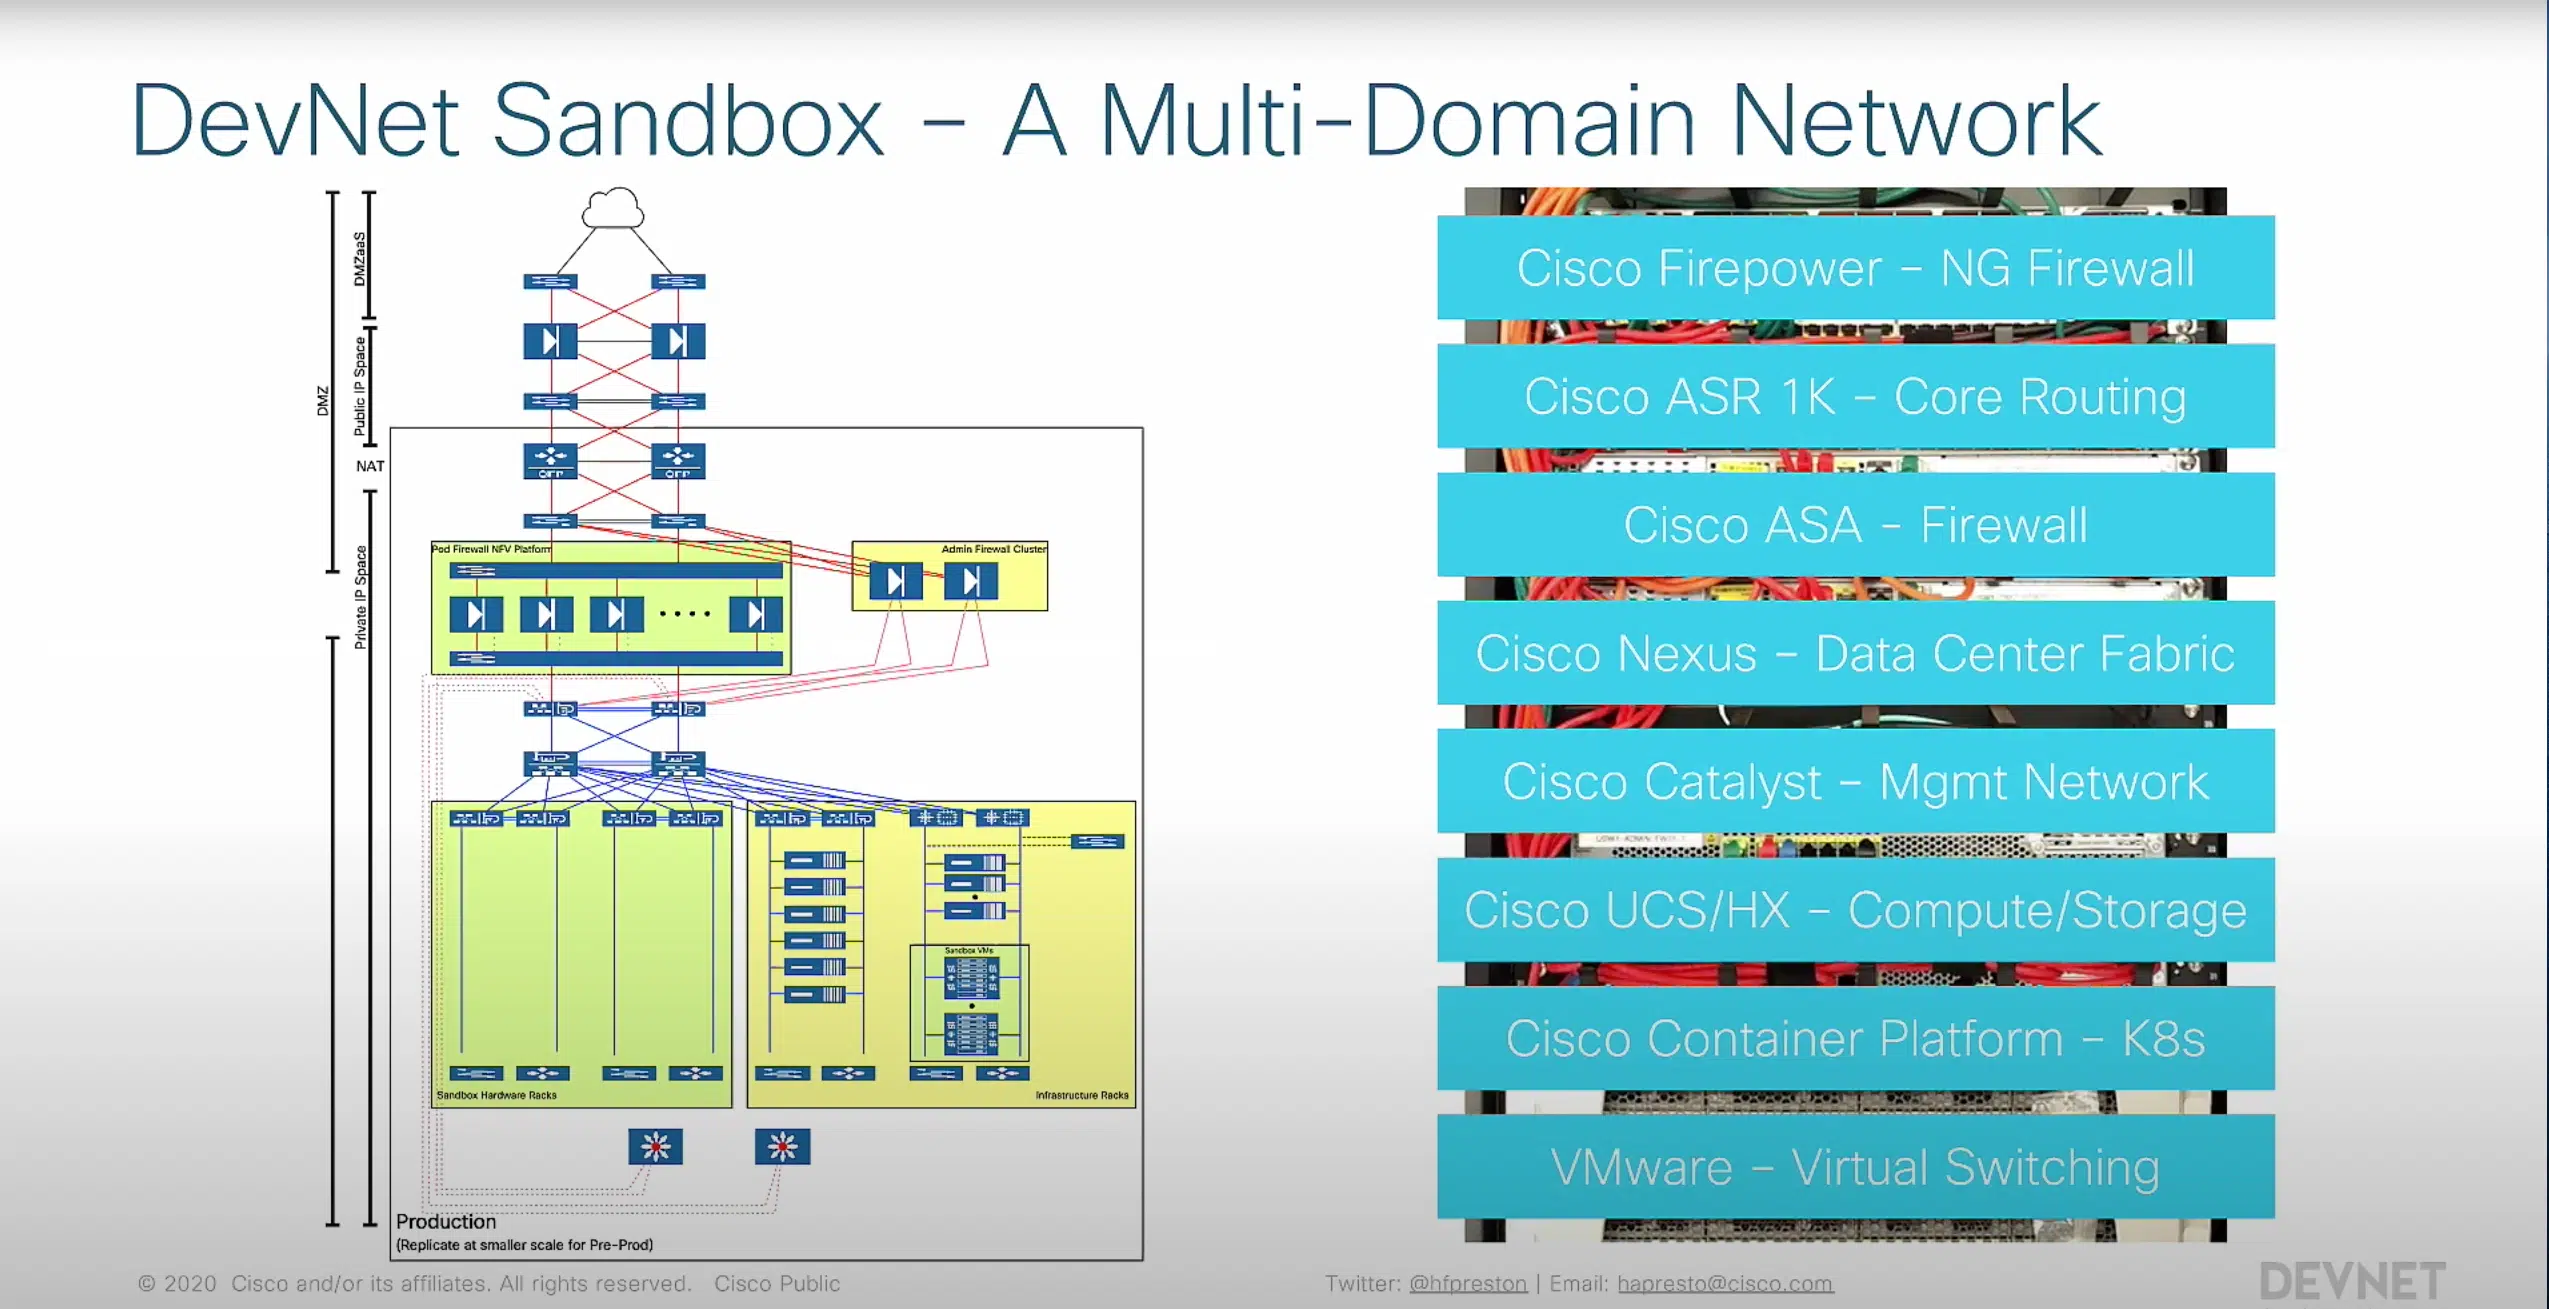 DevNet Sandbox – A Multi-Domain Network
DMZ
DMZaaS
Public IP Space
NAT
Private IP Space
Pod Firewall NFV Platform
Admin Firewall Cluster
Sandbox VMs
Sandbox Hardware Racks
Infrastructure Racks
Production
(Replicate at smaller scale for Pre-Prod)
Cisco Firepower – NG Firewall
Cisco ASR 1K – Core Routing
Cisco ASA – Firewall
Cisco Nexus – Data Center Fabric
Cisco Catalyst – Mgmt Network
Cisco UCS/HX – Compute/Storage
Cisco Container Platform – K8s
VMware – Virtual Switching
© 2020 Cisco and/or its affiliates. All rights reserved. Cisco Public
Twitter: @hfpreston | Email: hapresto@cisco.com
DEVNET